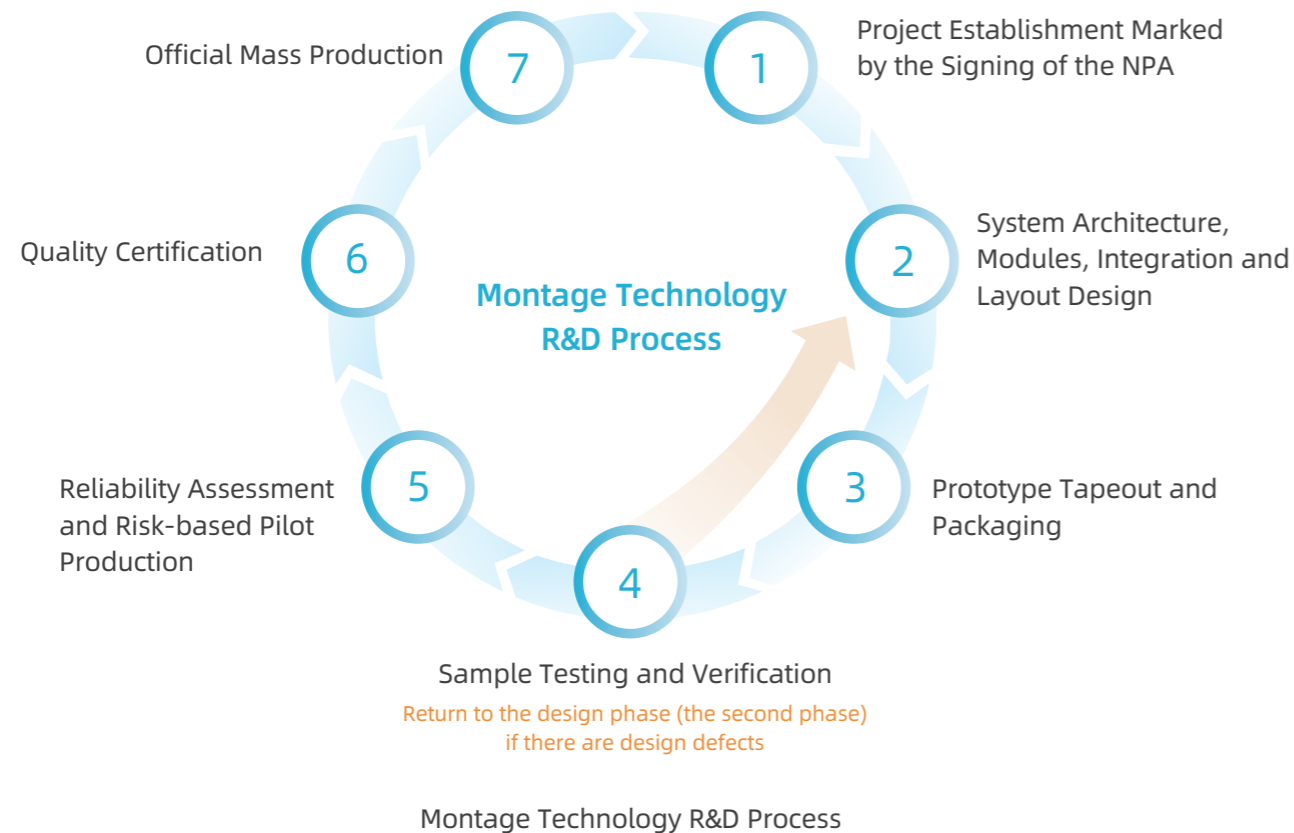 Official Mass Production
7
1
Project Establishment Marked
by the Signing of the NPA
Quality Certification
6
2
System Architecture,
Modules, Integration and
Layout Design
Montage Technology
R&D Process
Reliability Assessment
and Risk-based Pilot
Production
5
3
Prototype Tapeout and
Packaging
4
Sample Testing and Verification
Return to the design phase (the second phase)
if there are design defects
Montage Technology R&D Process